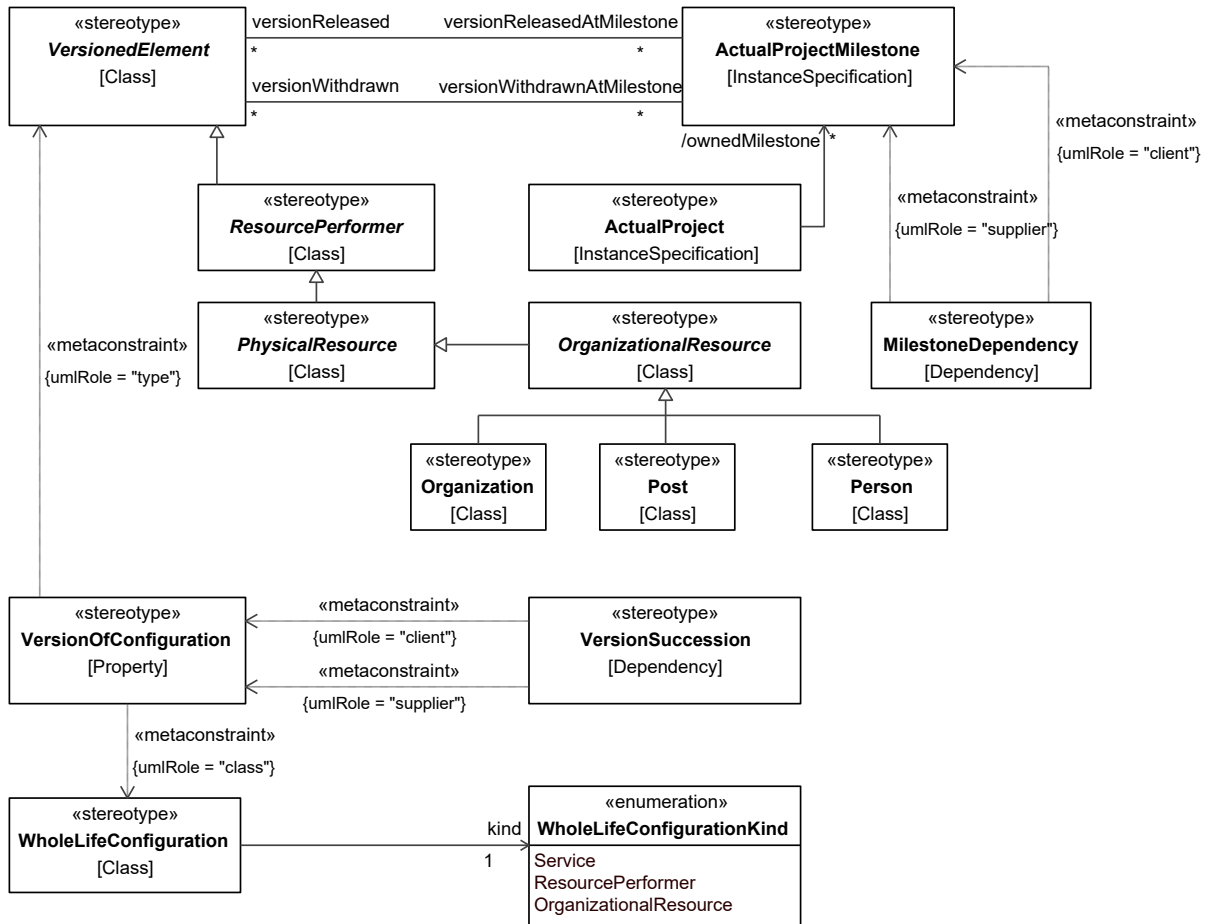 «stereotype»
VersionedElement
[Class]
versionReleased
versionReleasedAtMilestone
*
*
versionWithdrawn
versionWithdrawnAtMilestone
*
*
«stereotype»
ActualProjectMilestone
[InstanceSpecification]
/ownedMilestone
*
«metaconstraint»
{umlRole = "client"}
«metaconstraint»
{umlRole = "supplier"}
«stereotype»
ResourcePerformer
[Class]
«stereotype»
ActualProject
[InstanceSpecification]
«stereotype»
PhysicalResource
[Class]
«stereotype»
OrganizationalResource
[Class]
«stereotype»
MilestoneDependency
[Dependency]
«metaconstraint»
{umlRole = "type"}
«stereotype»
Organization
[Class]
«stereotype»
Post
[Class]
«stereotype»
Person
[Class]
«stereotype»
VersionOfConfiguration
[Property]
«metaconstraint»
{umlRole = "client"}
«metaconstraint»
{umlRole = "supplier"}
«stereotype»
VersionSuccession
[Dependency]
«metaconstraint»
{umlRole = "class"}
«stereotype»
WholeLifeConfiguration
[Class]
kind
1
«enumeration»
WholeLifeConfigurationKind
Service
ResourcePerformer
OrganizationalResource